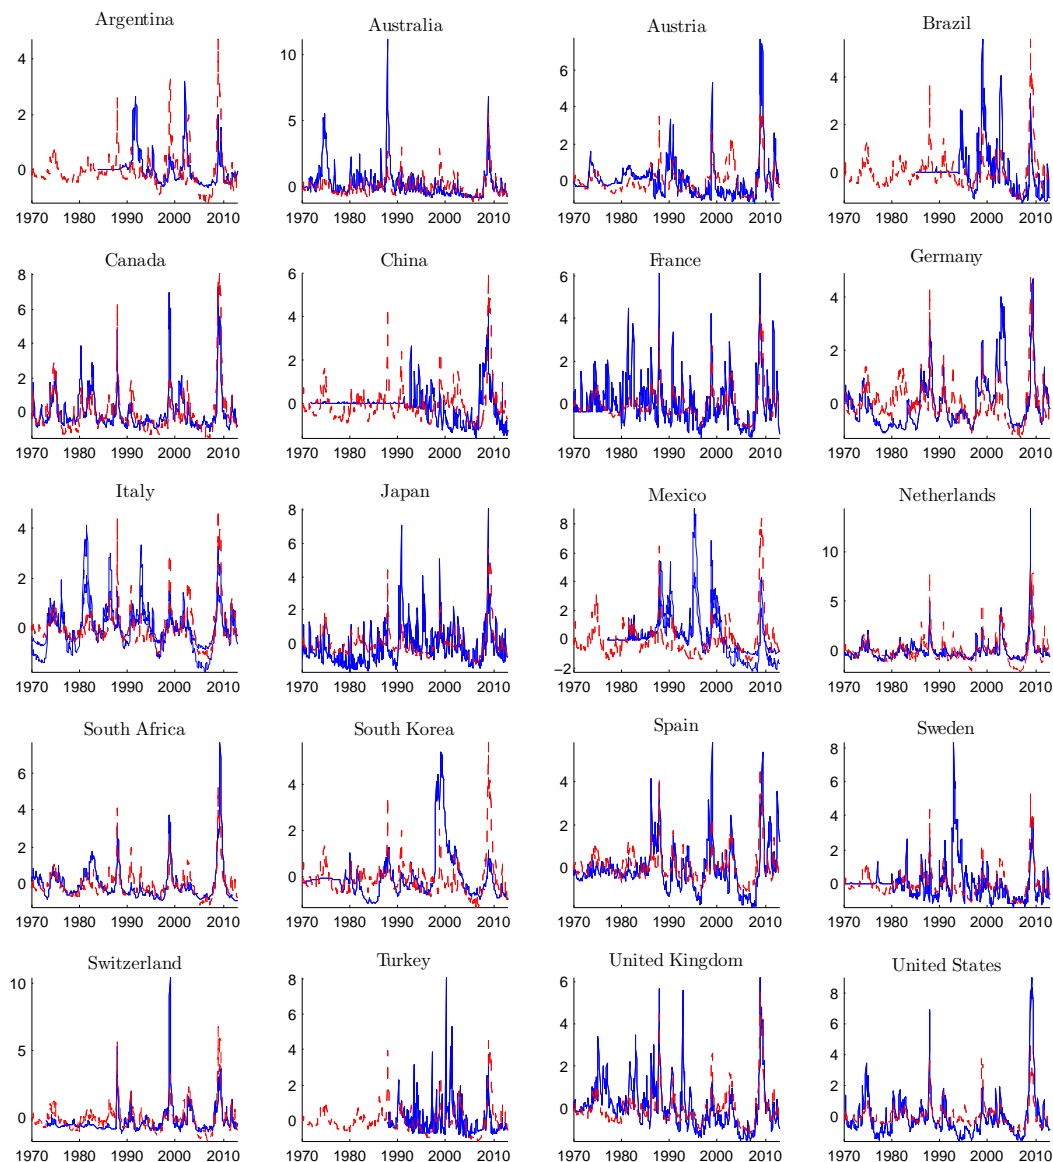 Argentina
4
2
0
1970 1980 1990 2000 2010
Australia
10
5
0
1970 1980 1990 2000 2010
Austria
6
4
2
0
1970 1980 1990 2000 2010
Brazil
4
2
0
1970 1980 1990 2000 2010
Canada
8
6
4
2
0
1970 1980 1990 2000 2010
China
6
4
2
0
1970 1980 1990 2000 2010
France
6
4
2
0
1970 1980 1990 2000 2010
Germany
4
2
0
1970 1980 1990 2000 2010
Italy
4
2
0
1970 1980 1990 2000 2010
Japan
8
6
4
2
0
1970 1980 1990 2000 2010
Mexico
8
6
4
2
0
−2
1970 1980 1990 2000 2010
Netherlands
10
5
0
1970 1980 1990 2000 2010
South Africa
6
4
2
0
1970 1980 1990 2000 2010
South Korea
4
2
0
1970 1980 1990 2000 2010
Spain
4
2
0
1970 1980 1990 2000 2010
Sweden
8
6
4
2
0
1970 1980 1990 2000 2010
Switzerland
10
5
0
1970 1980 1990 2000 2010
Turkey
8
6
4
2
0
1970 1980 1990 2000 2010
United Kingdom
6
4
2
0
1970 1980 1990 2000 2010
United States
8
6
4
2
0
1970 1980 1990 2000 2010